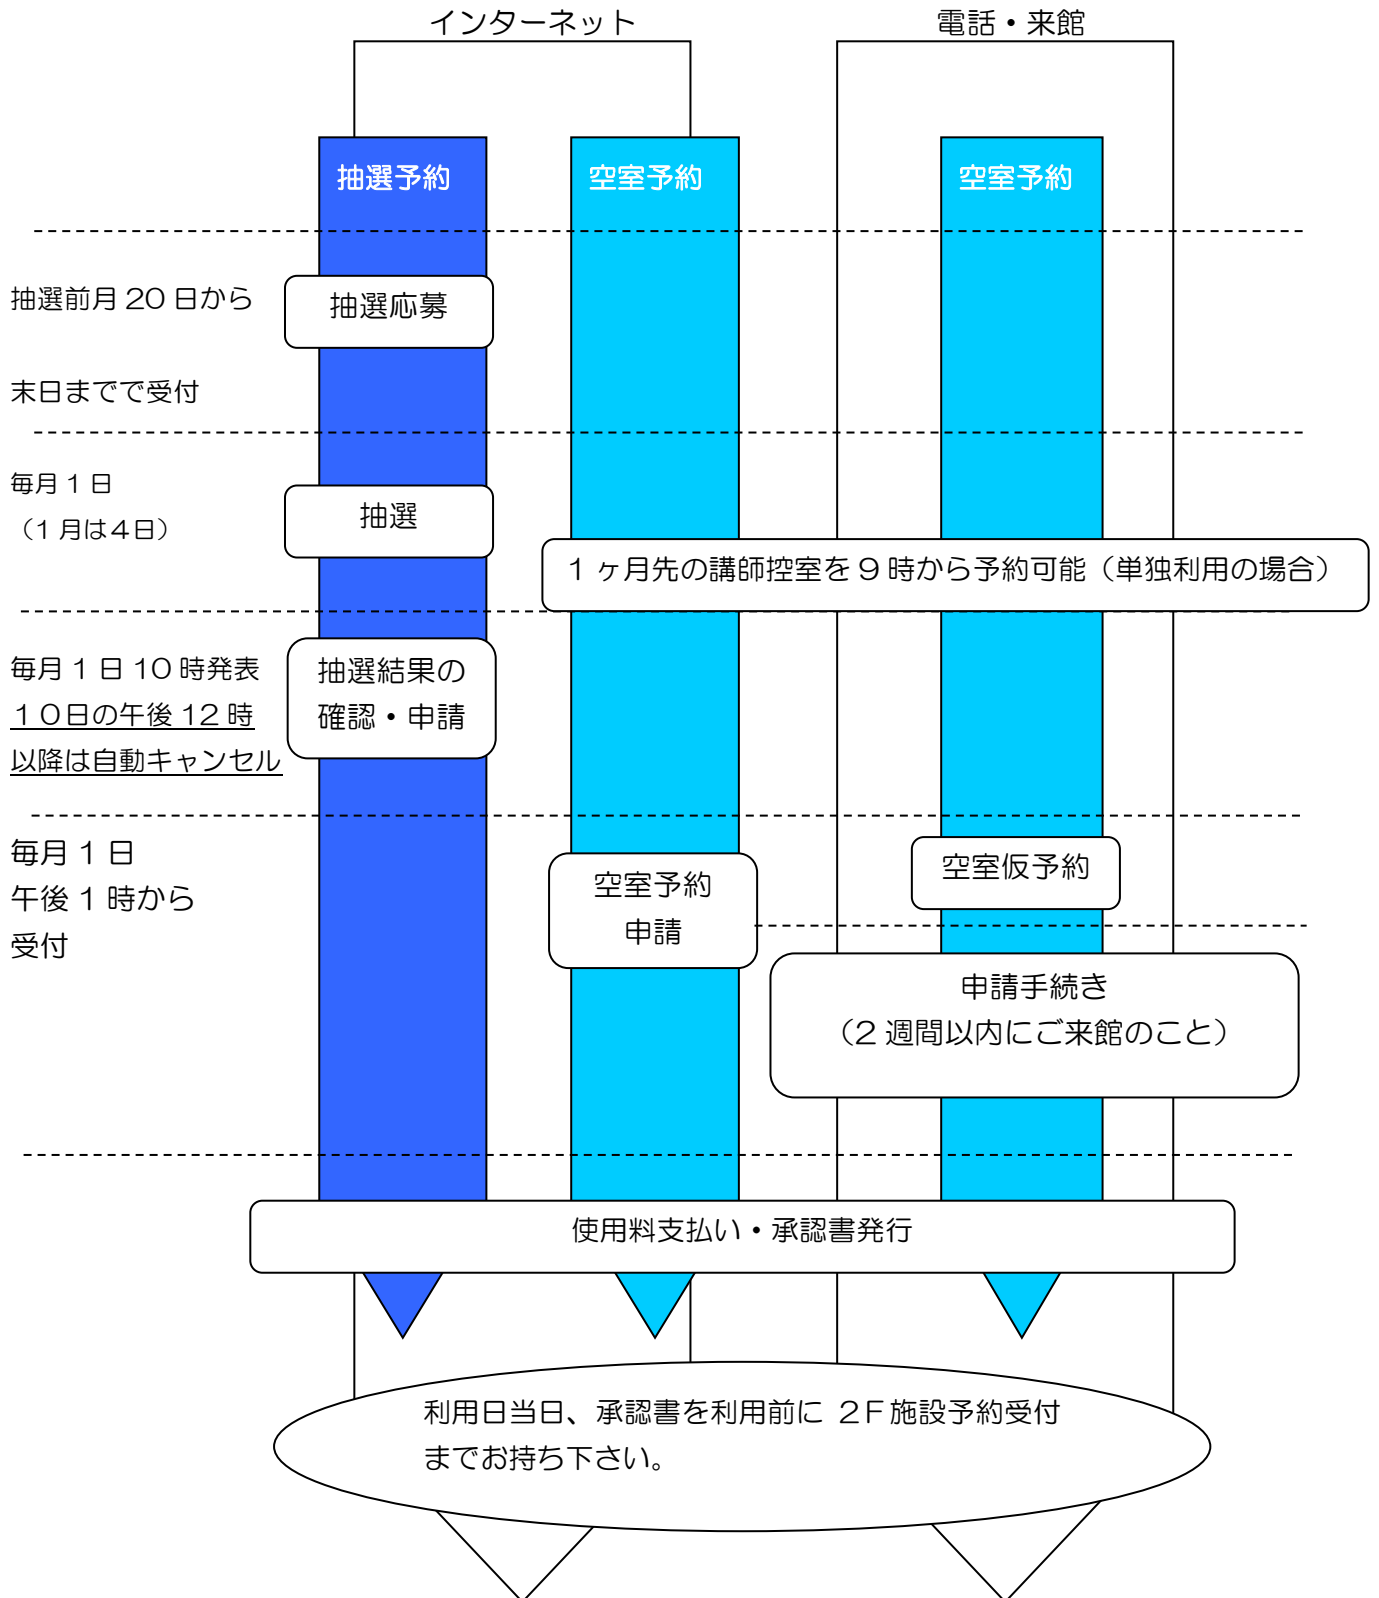 インターネット
電話・来館
抽選予約
空室予約
空室予約
抽選前月20日から
末日までで受付
抽選応募
毎月1日
（1月は4日）
抽選
1ヶ月先の講師控室を9時から予約可能（単独利用の場合）
毎月1日10時発表
１０日の午後12時
以降は自動キャンセル
抽選結果の
確認・申請
毎月1日
午後1時から
受付
空室予約
申請
空室仮予約
申請手続き
（2週間以内にご来館のこと）
使用料支払い・承認書発行
利用日当日、承認書を利用前に 2F施設予約受付
までお持ち下さい。